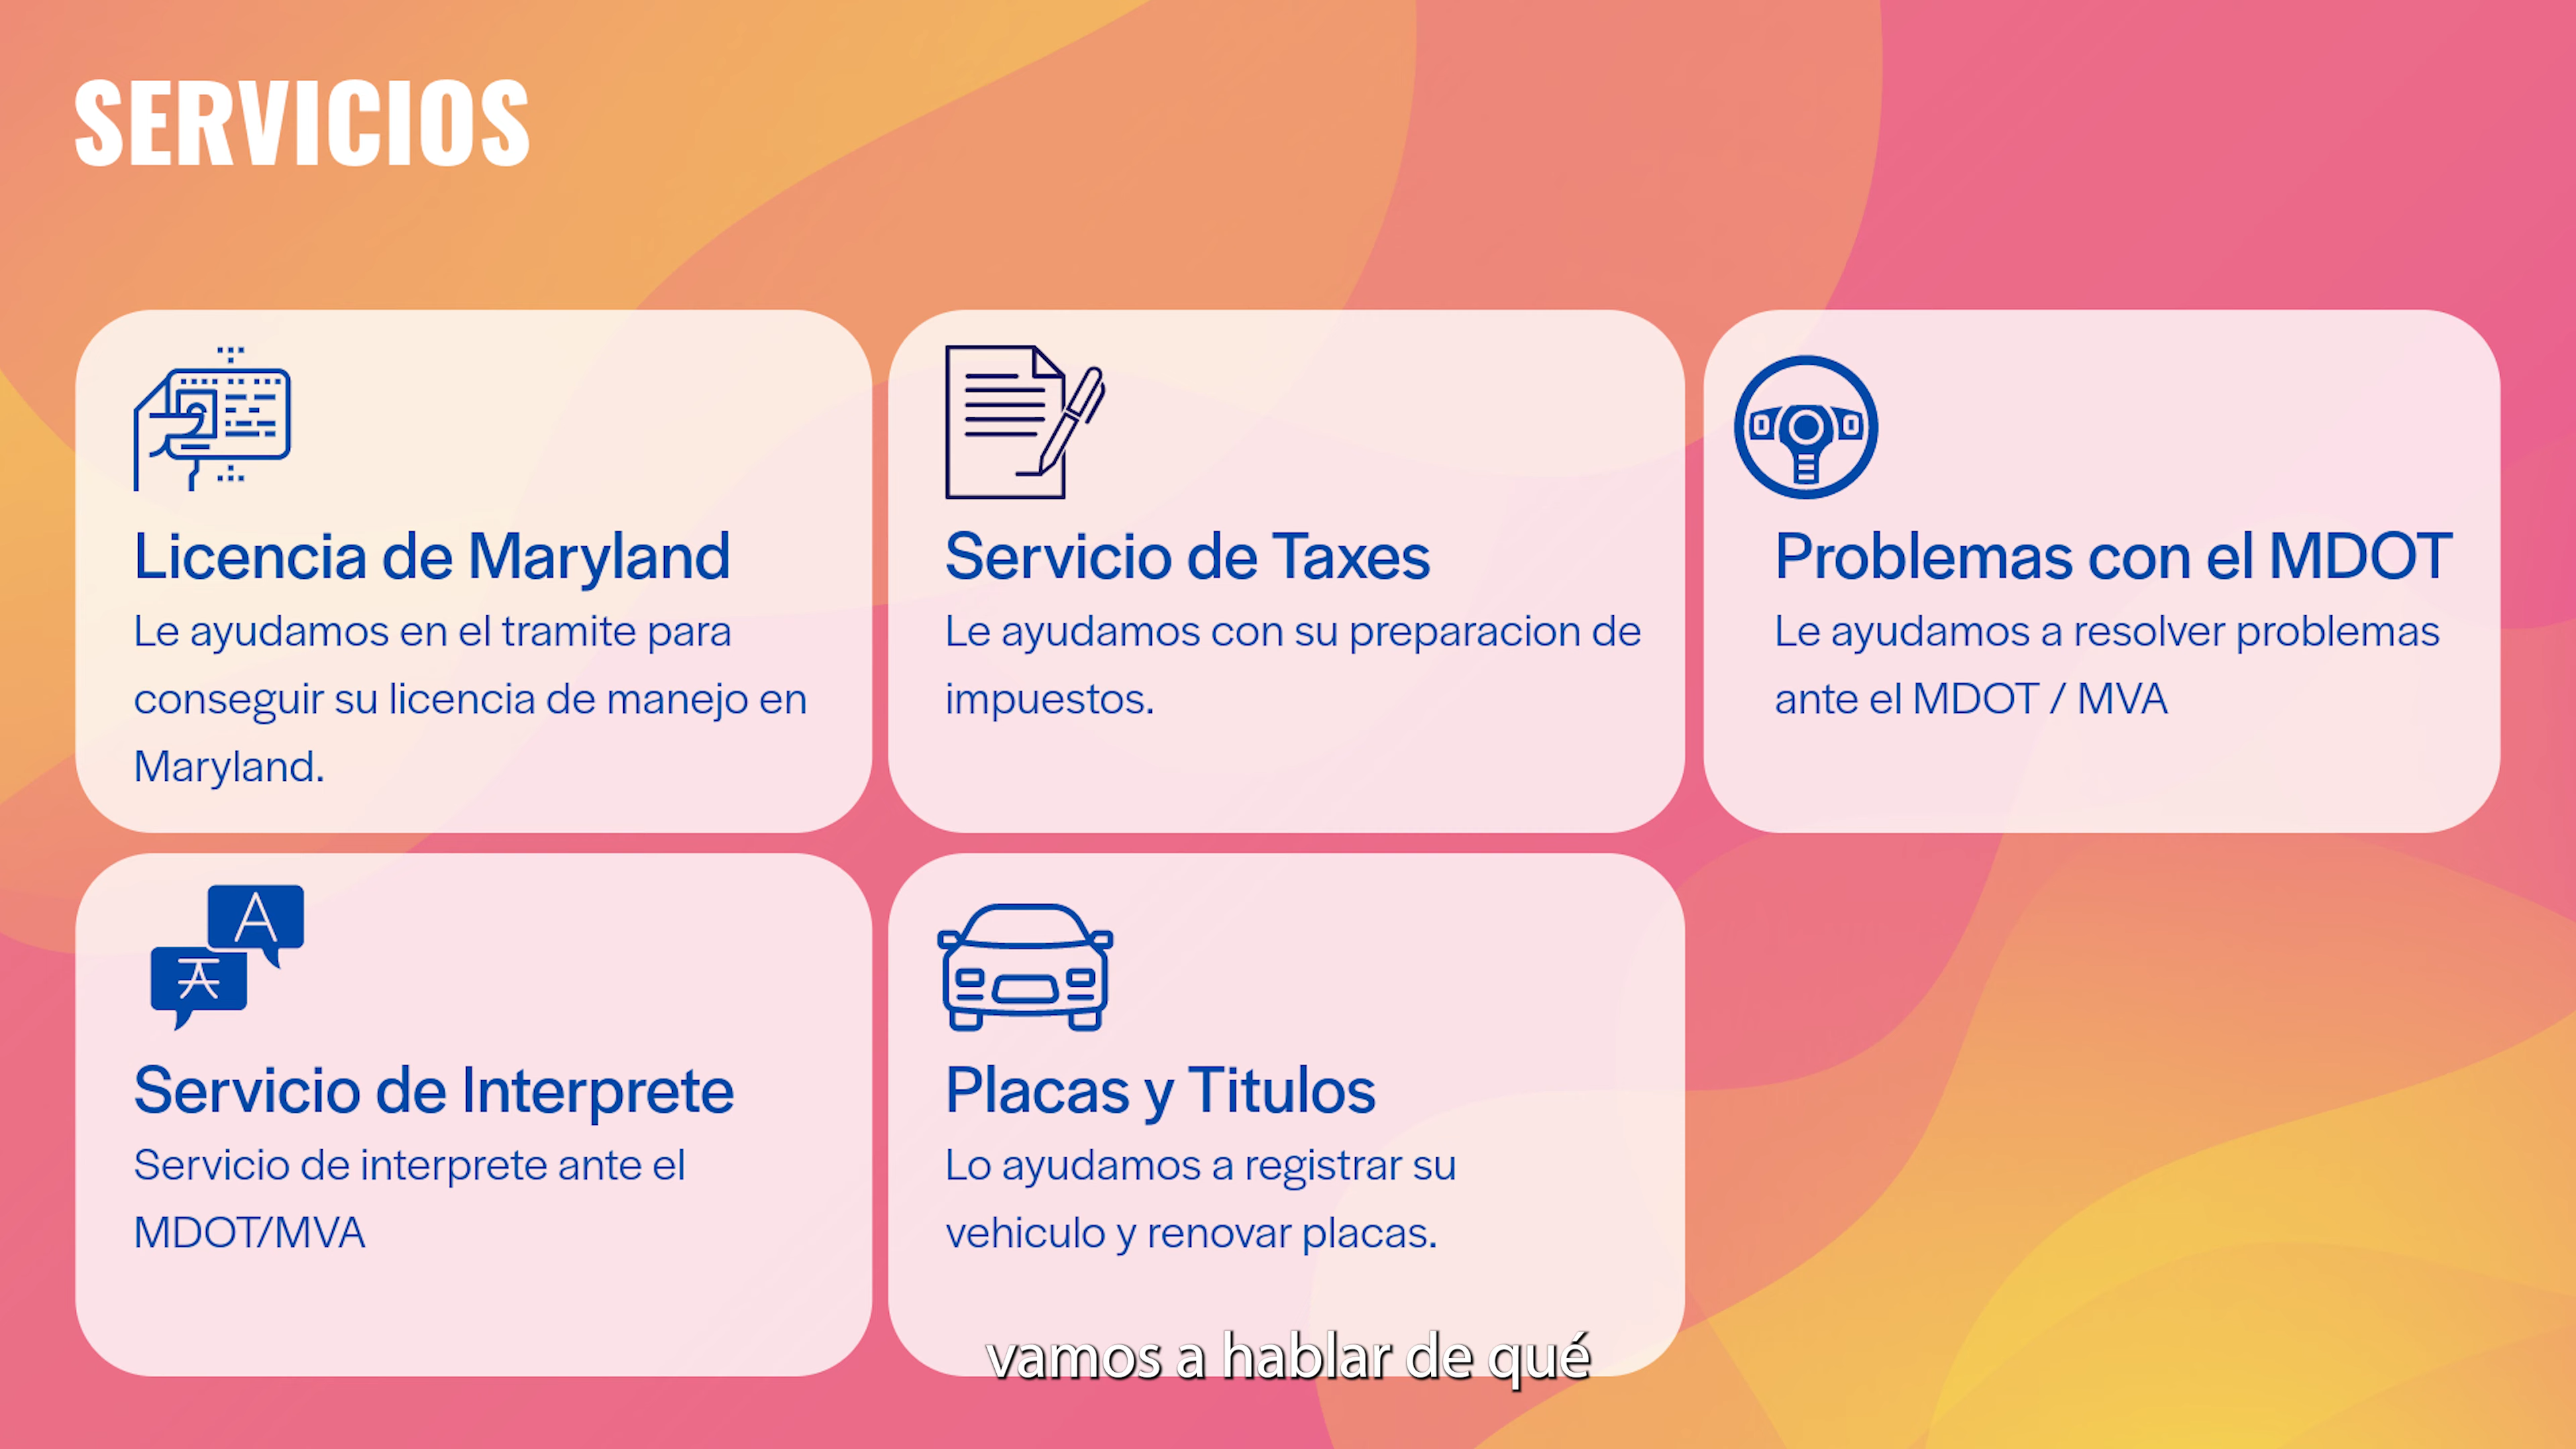 SERVICIOS
Licencia de Maryland
Le ayudamos en el tramite para
conseguir su licencia de manejo en
Maryland.
Servicio de Taxes
Le ayudamos con su preparacion de
impuestos.
Problemas con el MDOT
Le ayudamos a resolver problemas
ante el MDOT / MVA
Servicio de Interprete
Servicio de interprete ante el
MDOT/MVA
Placas y Titulos
Lo ayudamos a registrar su
vehiculo y renovar placas.
vamos a hablar de qué